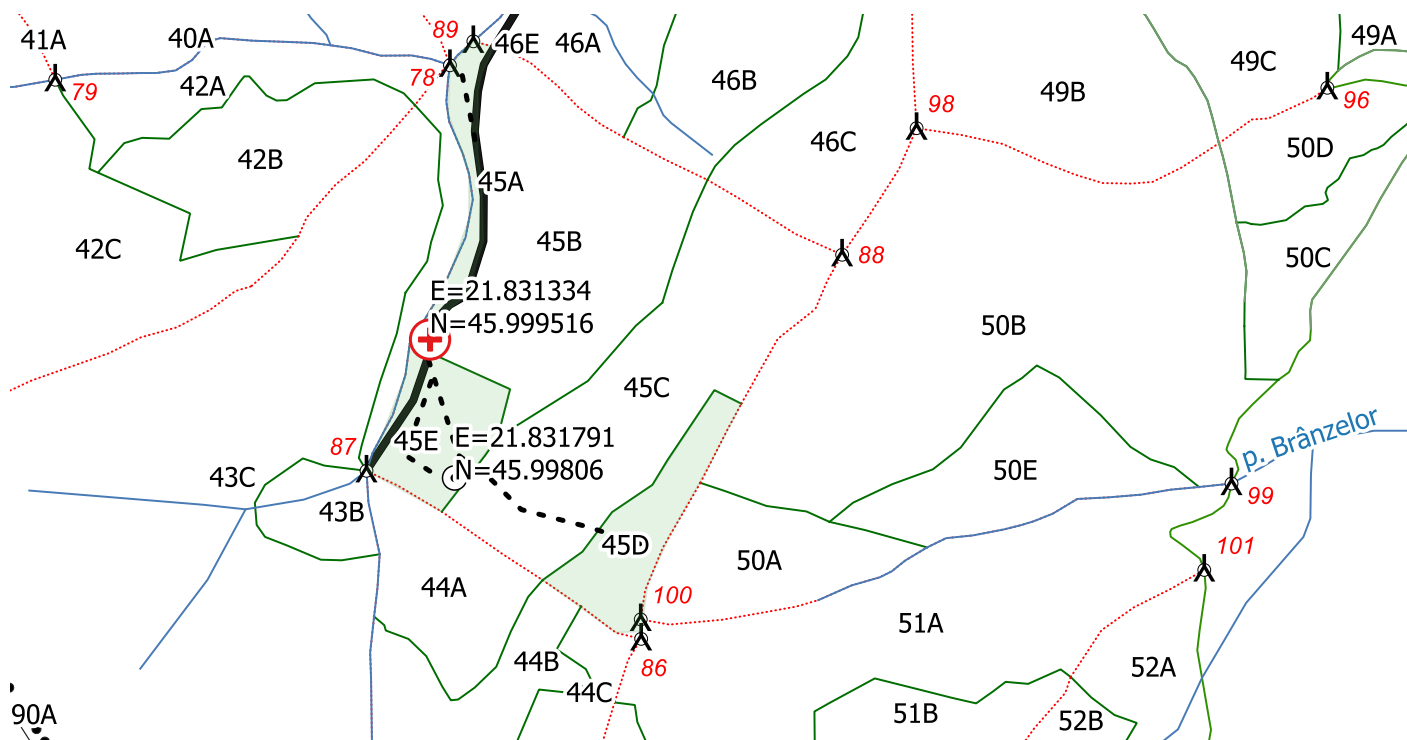 41A
40A
89
46E
46A
49A
49C
78
79
42A
46B
49B
96
98
46C
50D
42B
45A
42C
45B
88
50C
E=21.831334
N=45.999516
50B
45C
87
45E
E=21.831791
N=45.99806
p. Brânzelor
43C
50E
99
43B
45D
101
50A
44A
100
51A
44B
86
52A
44C
90A
51B
52B